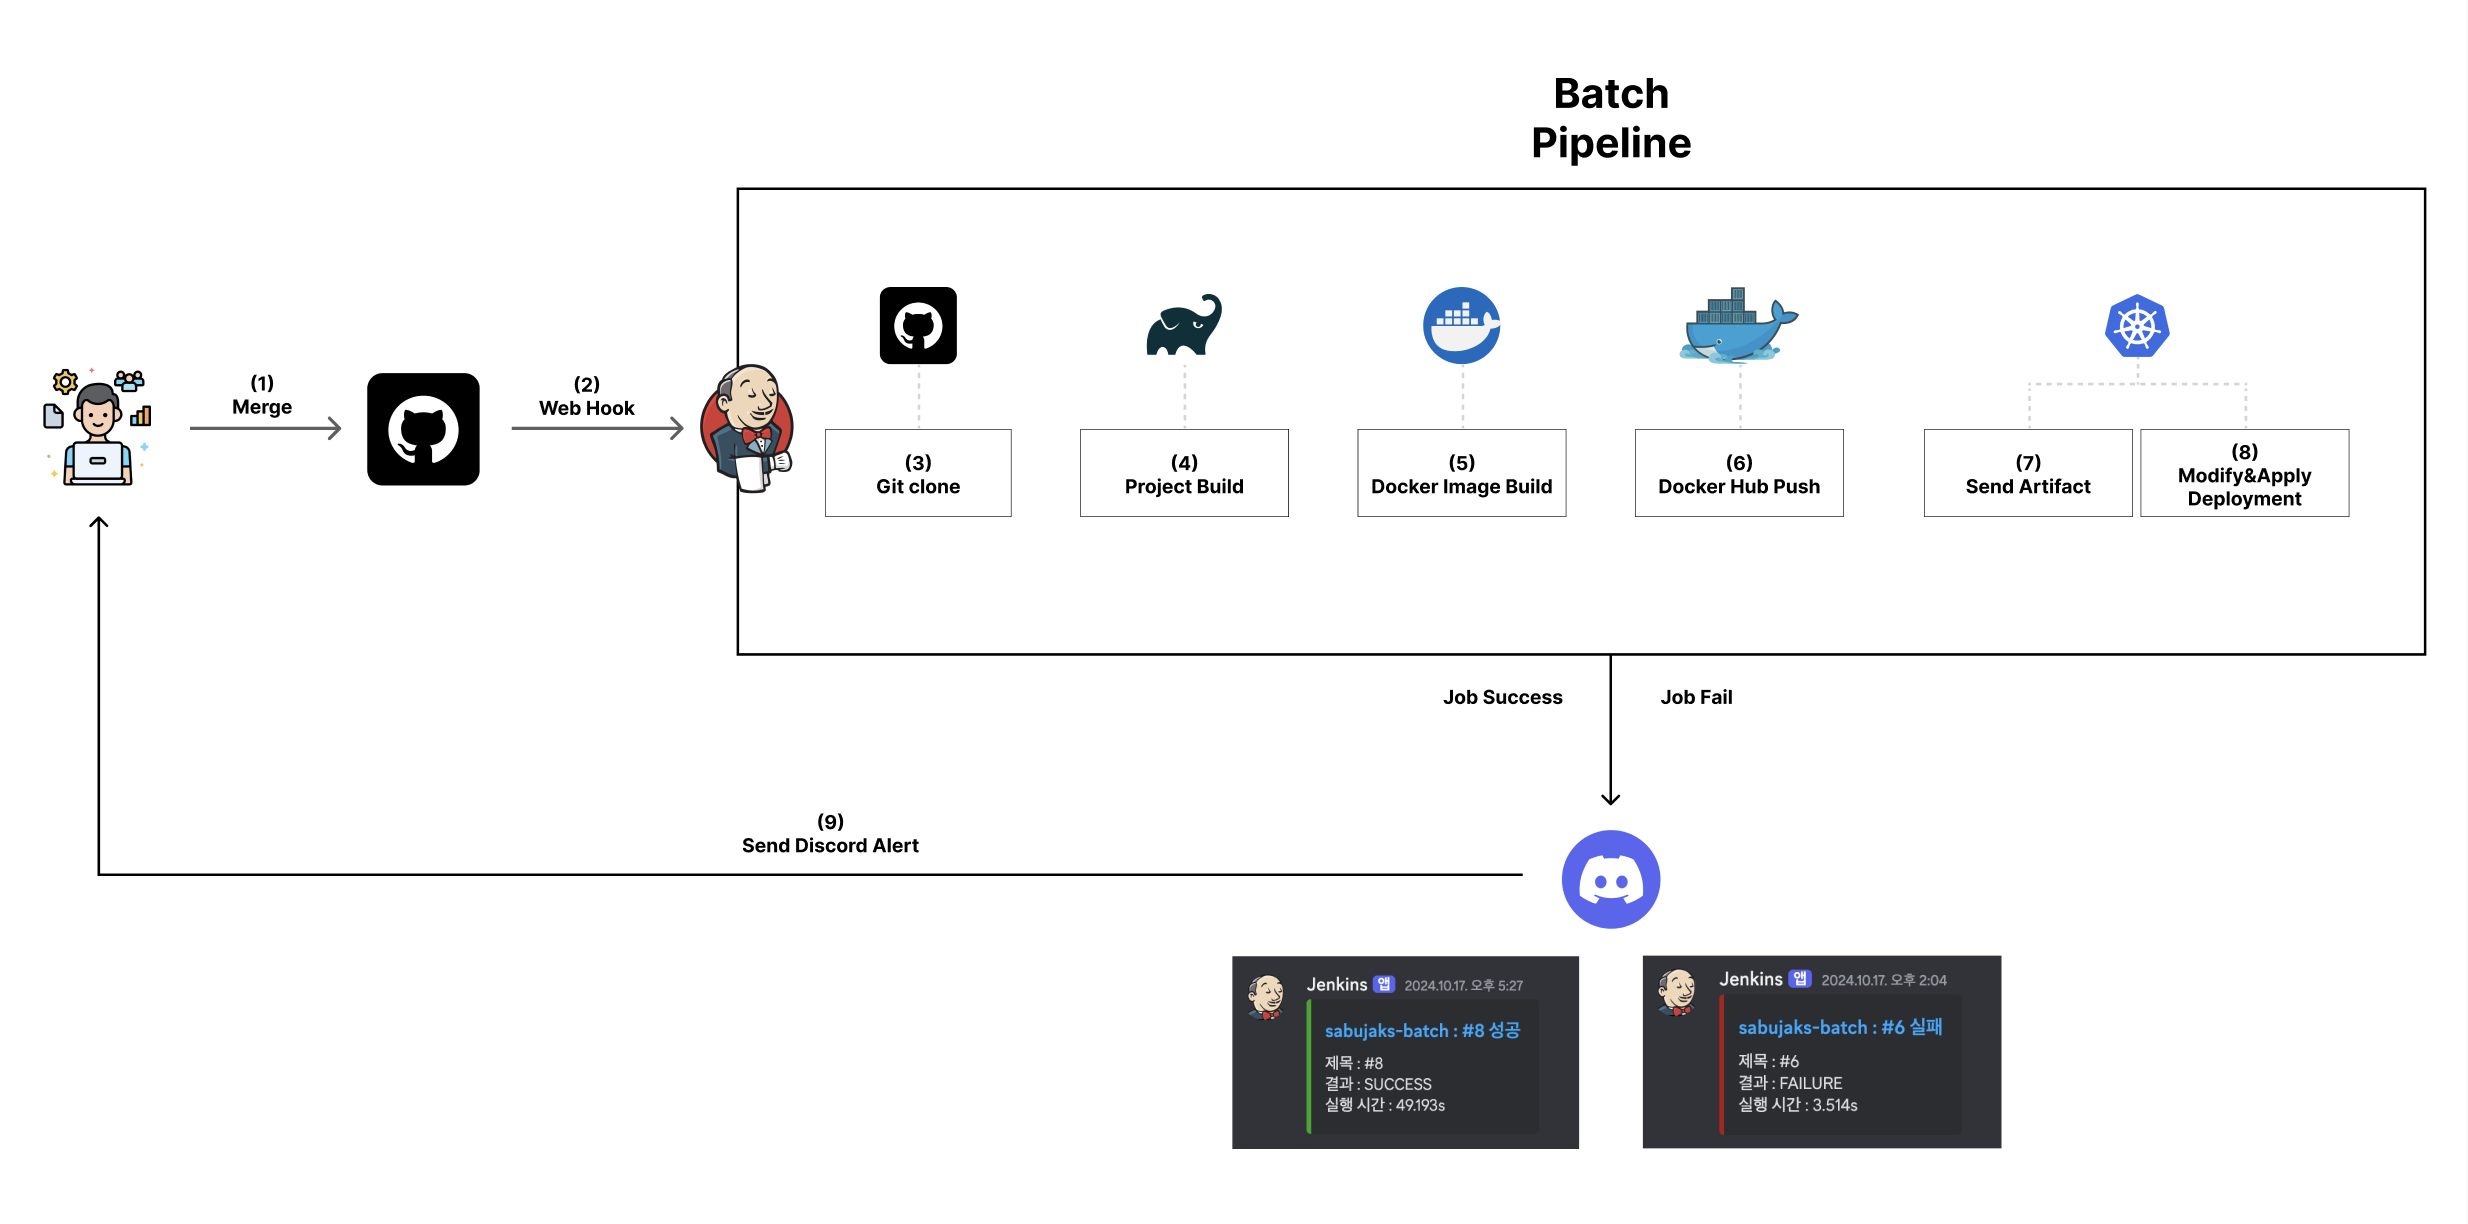 Batch
Pipeline
(1)
Merge
(2)
Web Hook
(3)
Git clone
(4)
Project Build
(5)
Docker Image Build
(6)
Docker Hub Push
(7)
Send Artifact
(8)
Modify&Apply
Deployment
Job Success
Job Fail
(9)
Send Discord Alert
Jenkins 앱 2024.10.17. 오후 5:27
sabujaks-batch : #8 성공
제목 : #8
결과 : SUCCESS
실행 시간 : 49.193s
Jenkins 앱 2024.10.17. 오후 2:04
sabujaks-batch : #6 실패
제목 : #6
결과 : FAILURE
실행 시간 : 3.514s